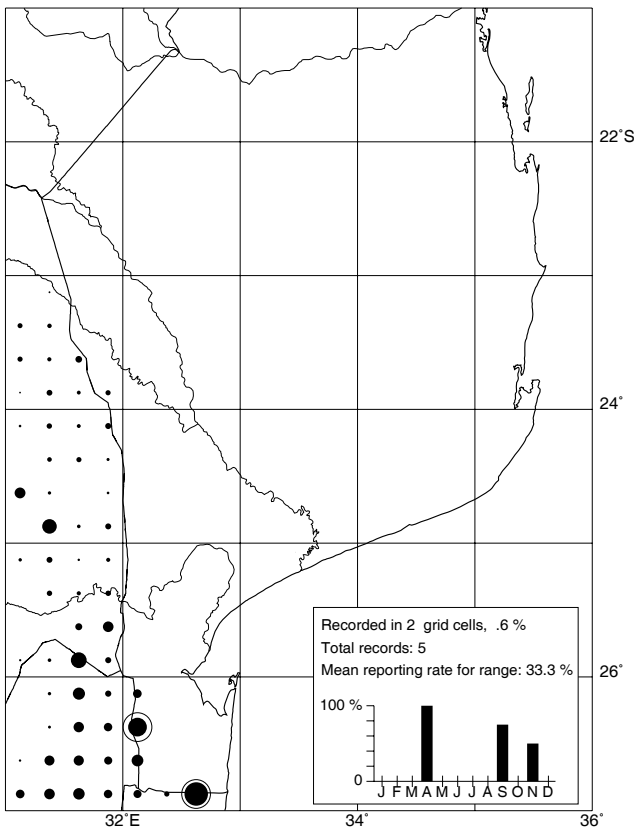 22°S
24°
Recorded in 2 grid cells, .6 %
Total records: 5
Mean reporting rate for range: 33.3 %
26°
100 %
0
J F M A M J J A S O N D
32°E 34° 36°